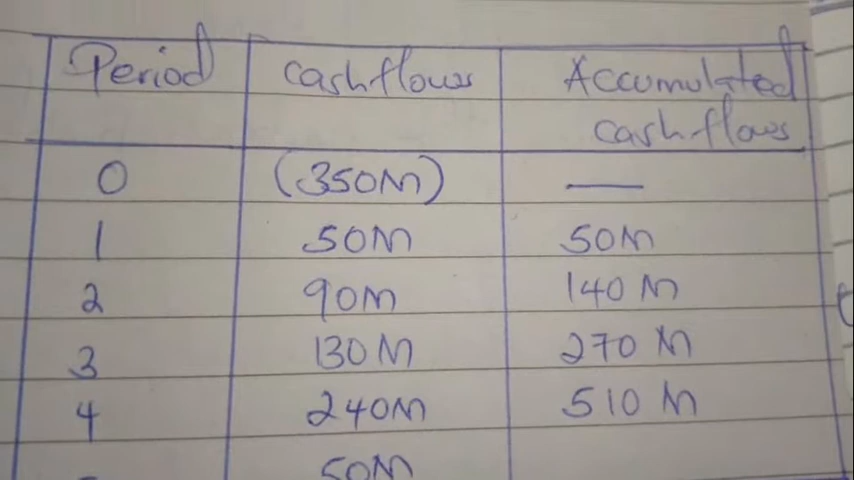 Period cashflows Accumulated cashflows
0 (350M) —
1 50M 50M
2 90M 140M
3 130M 270M
4 240M 510M
50M